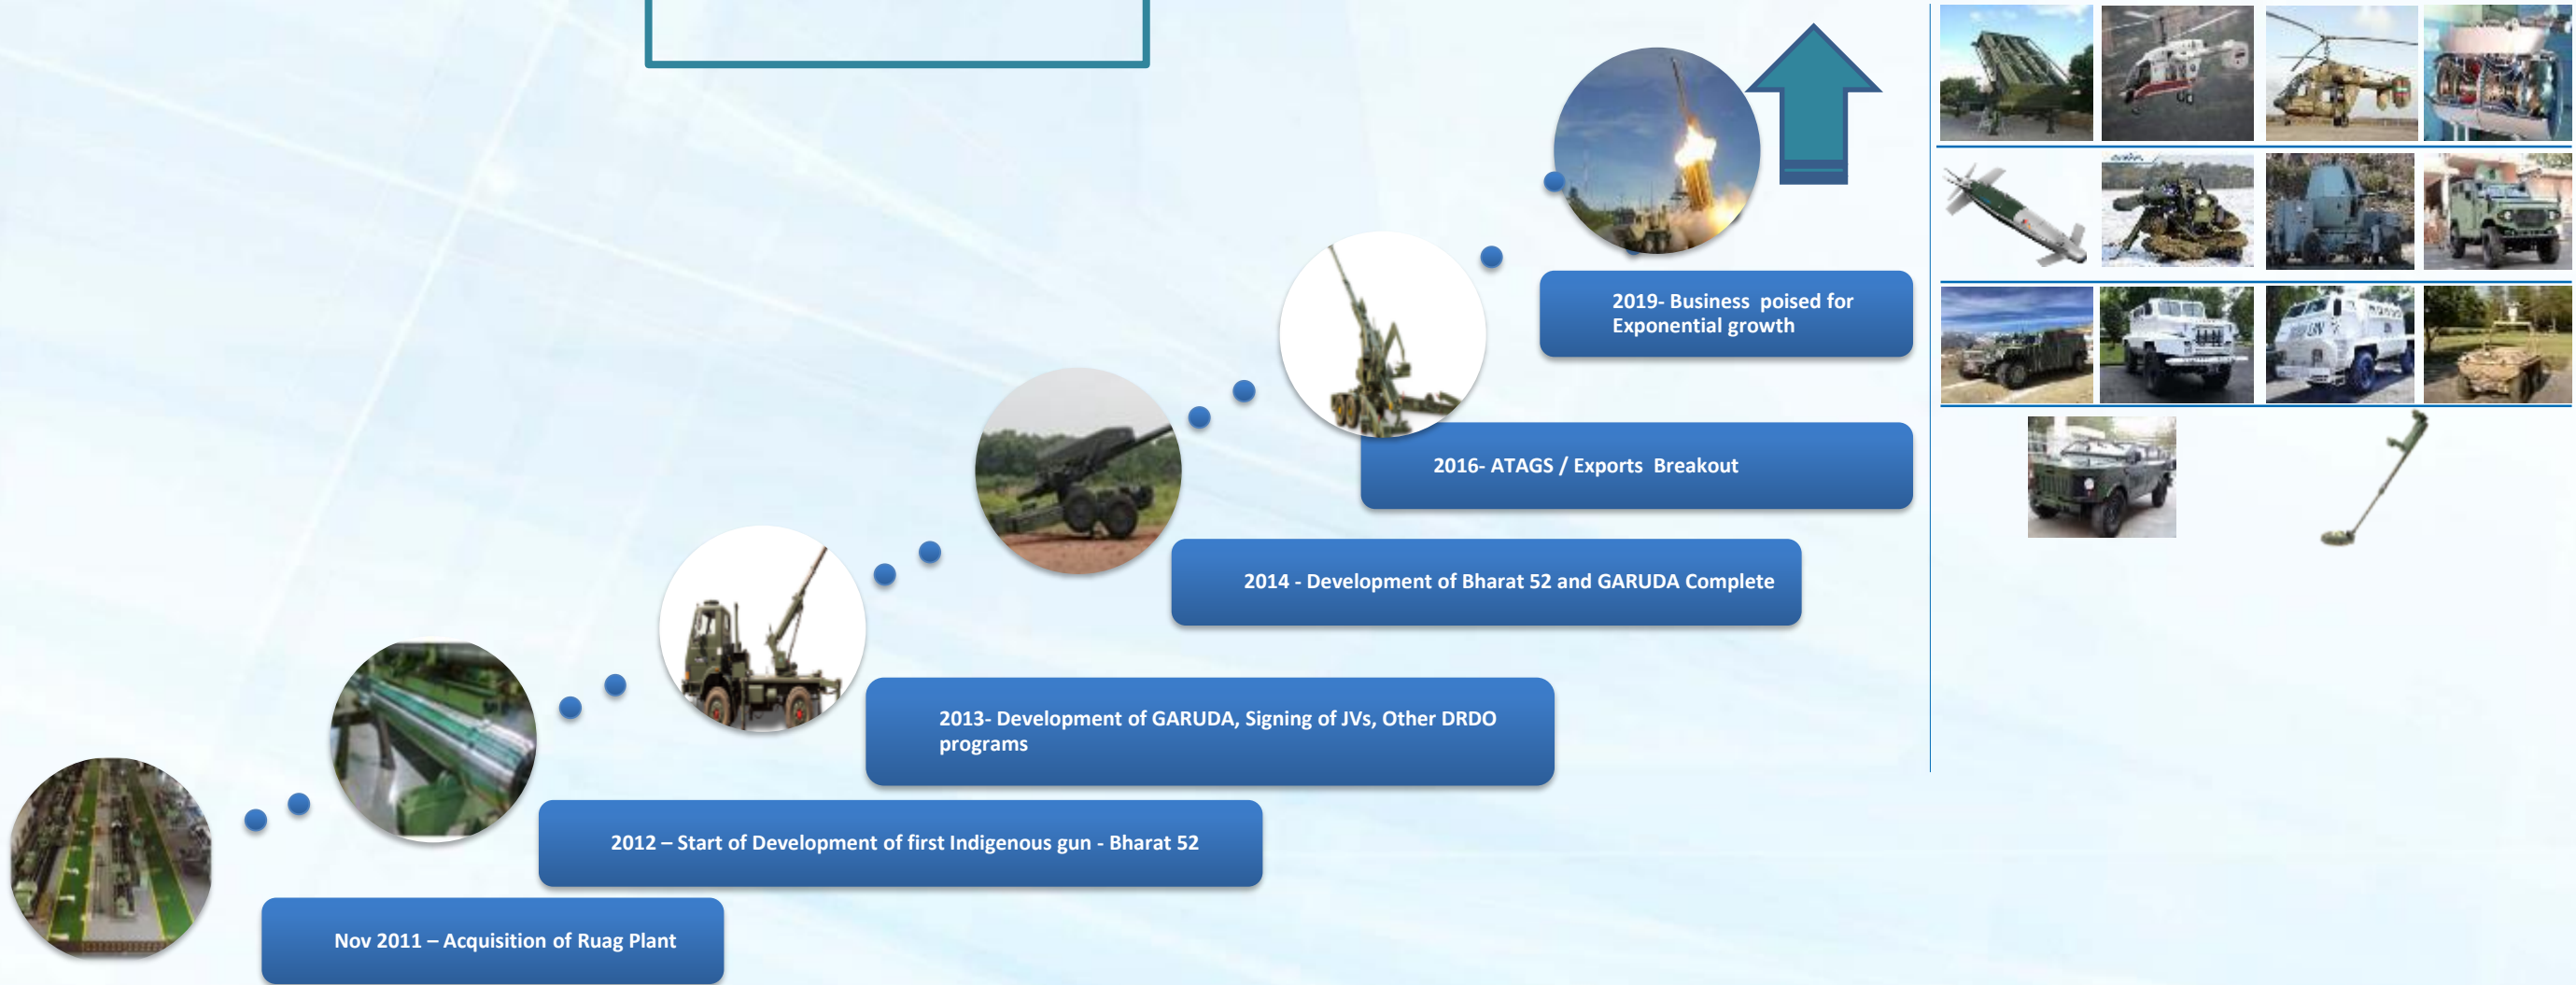 2019- Business  poised for
Exponential growth
2016- ATAGS / Exports  Breakout
2014 - Development of Bharat 52 and GARUDA Complete
2013- Development of GARUDA, Signing of JVs, Other DRDO
programs
2012 – Start of Development of first Indigenous gun - Bharat 52
Nov 2011 – Acquisition of Ruag Plant